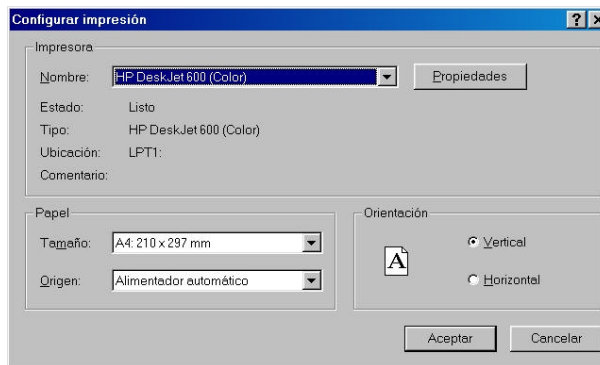 Configurar impresión
Impresora
Nombre: HP DeskJet 600 (Color) Propiedades
Estado: Listo
Tipo: HP DeskJet 600 (Color)
Ubicación: LPT1:
Comentario:
Papel
Tamaño: A4: 210 x 297 mm
Origen: Alimentador automático
Orientación
A
Vertical
Horizontal
Aceptar Cancelar